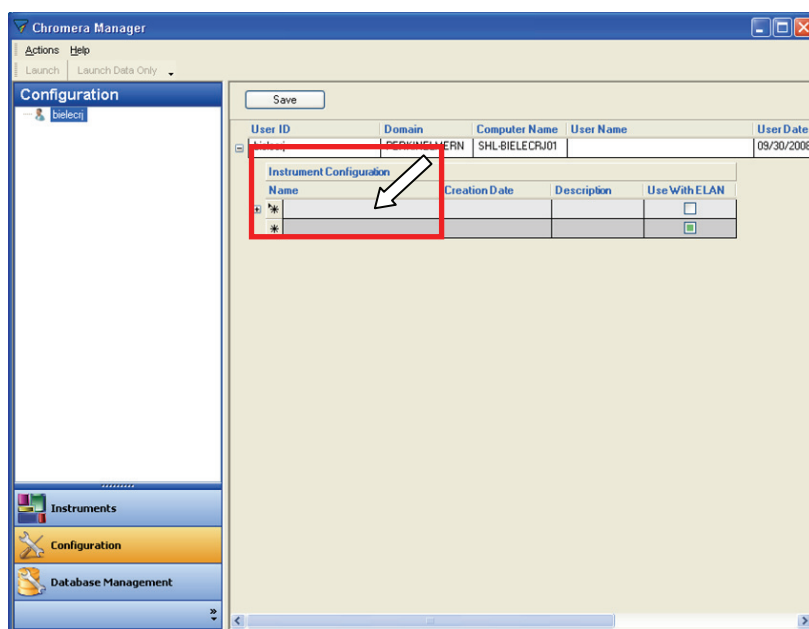 Chromera Manager
Actions Help
Launch Launch Data Only
Configuration
bielecrj
Save
User ID Domain Computer Name User Name User Date
bielecrj PERKINELMERN SHL-BIELECRJ01 09/30/2008
Instrument Configuration
Name Creation Date Description Use With ELAN
Instruments
Configuration
Database Management